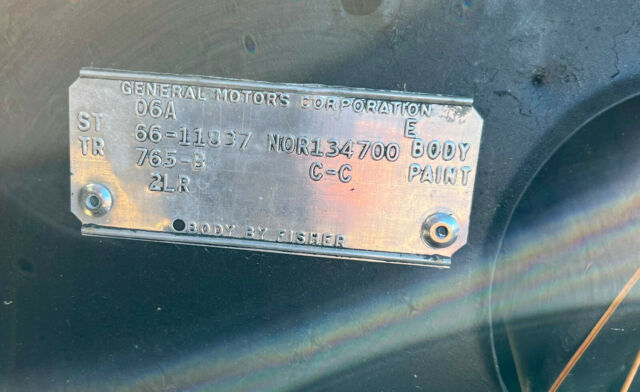 GENERAL MOTORS CORPORATION
06A E
ST 66-11837 NOR134700 BODY
TR 765-B C-C PAINT
2LR
BODY BY FISHER